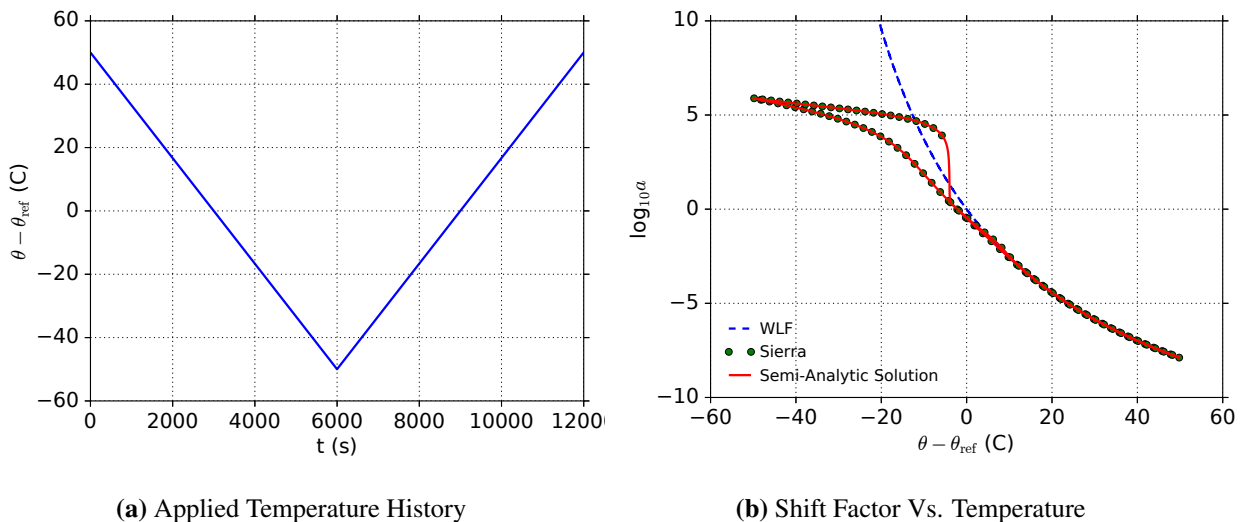 60
40
20
0
−20
−40
−60
0 2000 4000 6000 8000 10000 12000
t (s)
θ − θref (C)
(a) Applied Temperature History
10
5
0
−5
−10
−60 −40 −20 0 20 40 60
θ − θref (C)
log10 a
WLF
Sierra
Semi-Analytic Solution
(b) Shift Factor Vs. Temperature